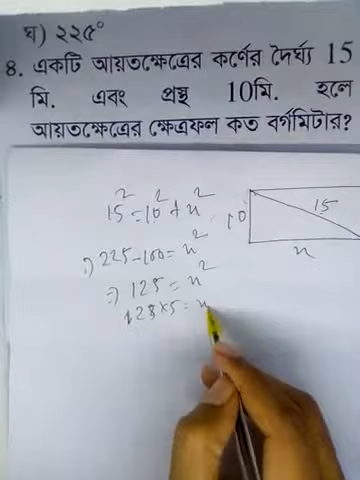 ঘ) ২২৫°
৪. একটি আয়তক্ষেত্রের কর্ণের দৈর্ঘ্য 15
মি. এবং প্রস্থ 10মি. হলে
আয়তক্ষেত্রের ক্ষেত্রফল কত বর্গমিটার?
15² = 10² + x²
10
15
x
⇒ 225-100 = x²
⇒ 125 = x²